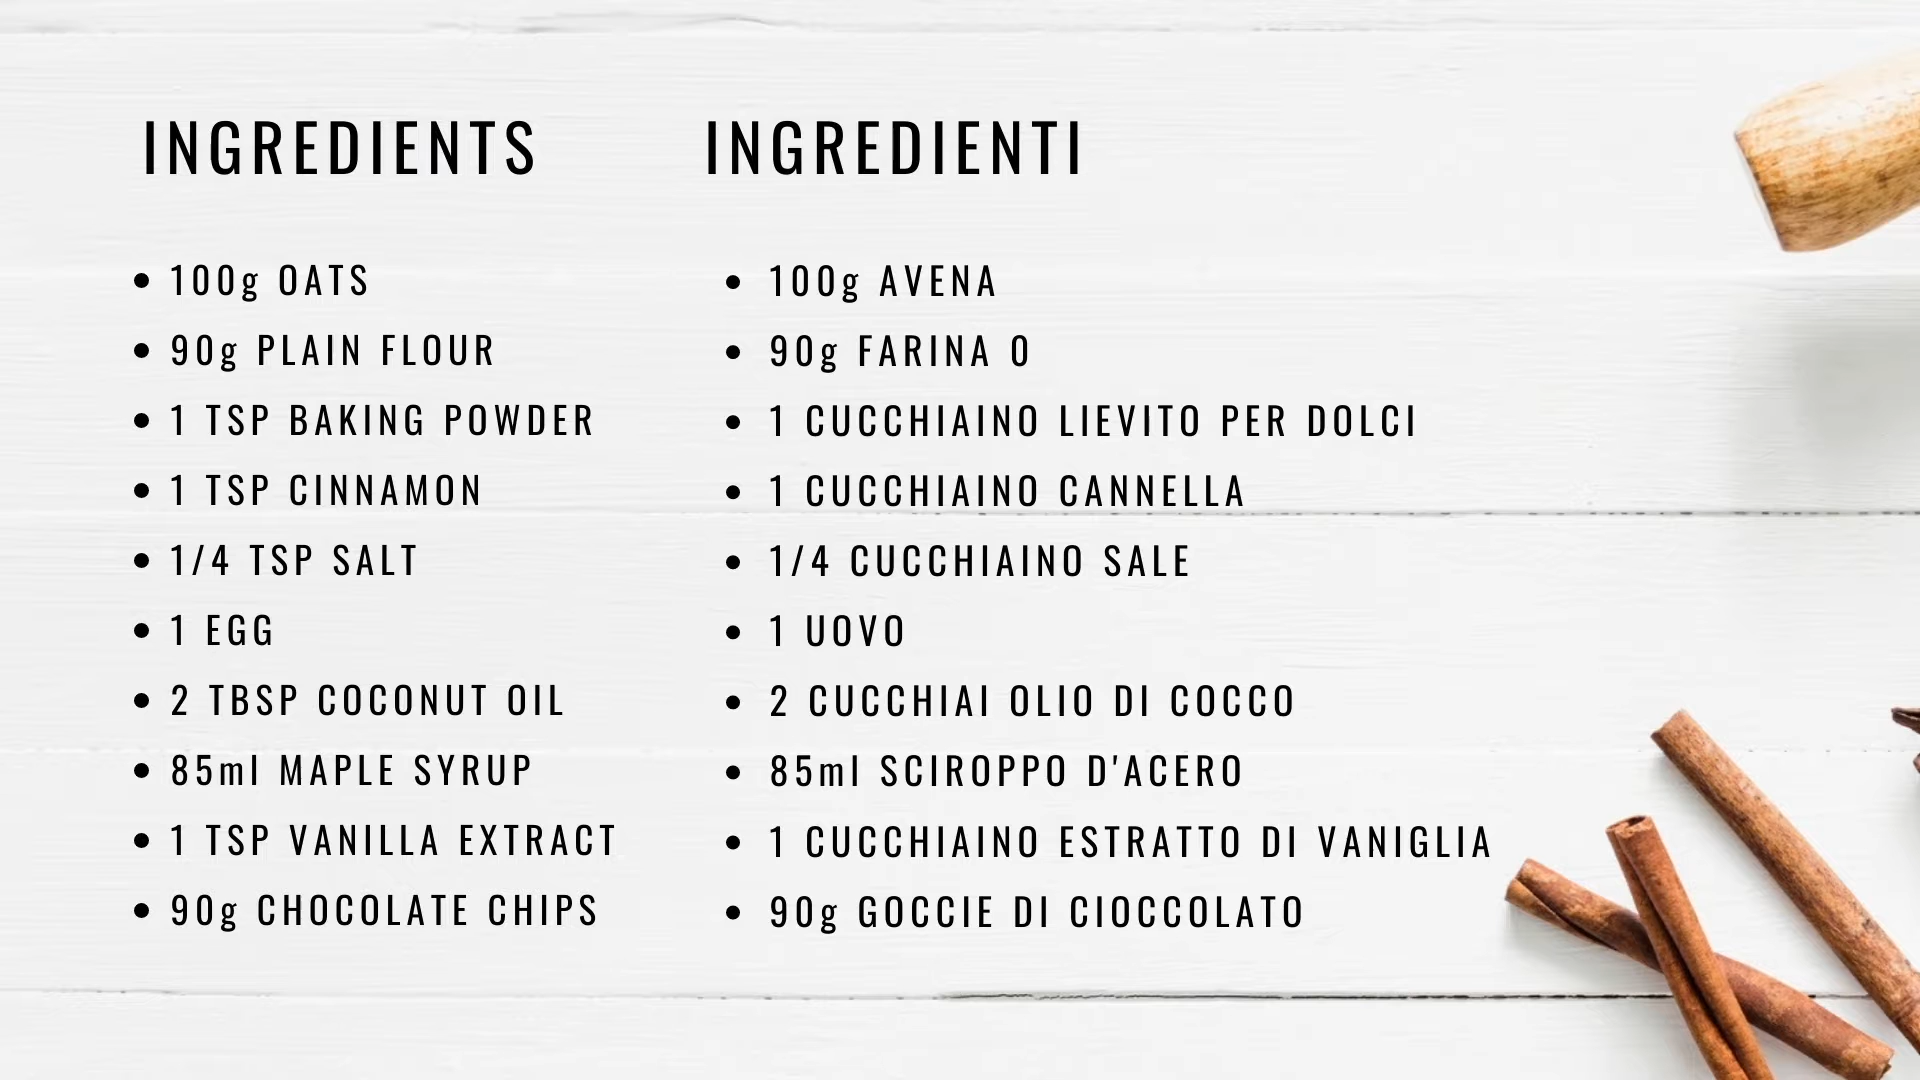 INGREDIENTS
100g OATS
90g PLAIN FLOUR
1 TSP BAKING POWDER
1 TSP CINNAMON
1/4 TSP SALT
1 EGG
2 TBSP COCONUT OIL
85ml MAPLE SYRUP
1 TSP VANILLA EXTRACT
90g CHOCOLATE CHIPS
INGREDIENTI
100g AVENA
90g FARINA 0
1 CUCCHIAINO LIEVITO PER DOLCI
1 CUCCHIAINO CANNELLA
1/4 CUCCHIAINO SALE
1 UOVO
2 CUCCHIAI OLIO DI COCCO
85ml SCIROPPO D'ACERO
1 CUCCHIAINO ESTRATTO DI VANIGLIA
90g GOCCIE DI CIOCCOLATO